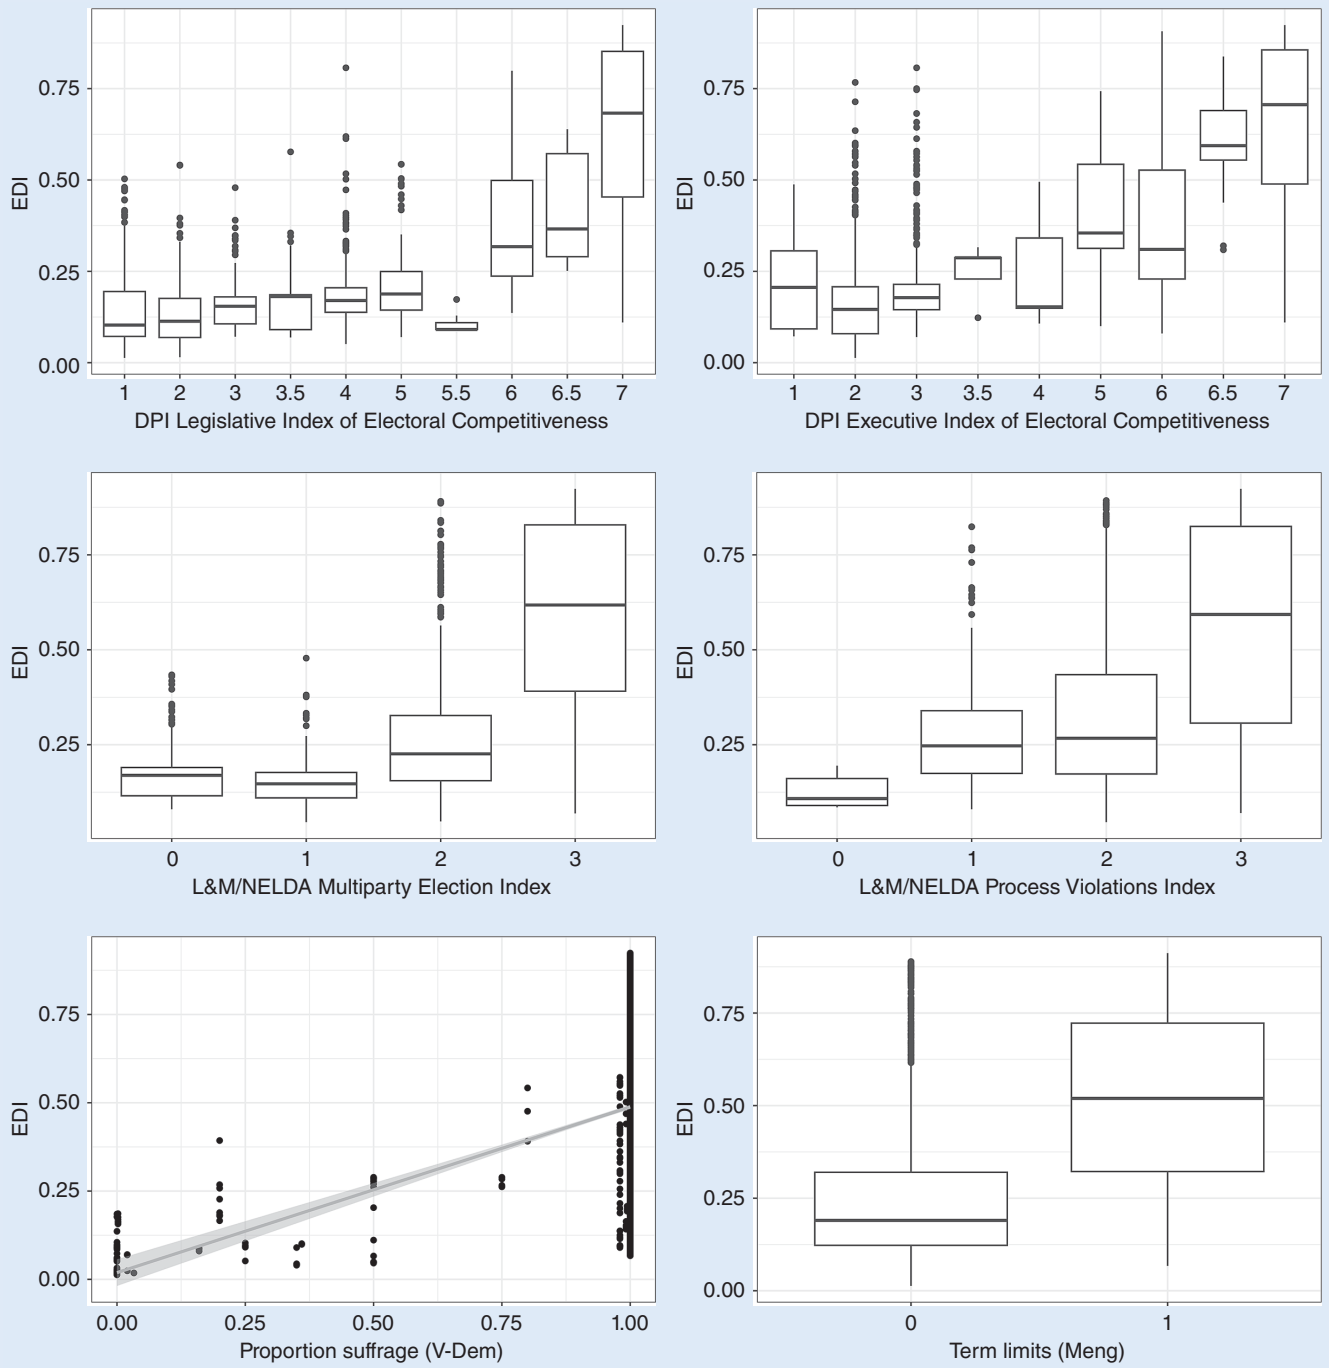 EDI
0.75
0.50
0.25
0.00
1 2 3 3.5 4 5 5.5 6 6.5 7
DPI Legislative Index of Electoral Competitiveness
EDI
0.75
0.50
0.25
0.00
1 2 3 3.5 4 5 6 6.5 7
DPI Executive Index of Electoral Competitiveness
EDI
0.75
0.50
0.25
0 1 2 3
L&M/NELDA Multiparty Election Index
EDI
0.75
0.50
0.25
0 1 2 3
L&M/NELDA Process Violations Index
EDI
0.75
0.50
0.25
0.00
0.00 0.25 0.50 0.75 1.00
Proportion suffrage (V-Dem)
EDI
0.75
0.50
0.25
0.00
0 1
Term limits (Meng)